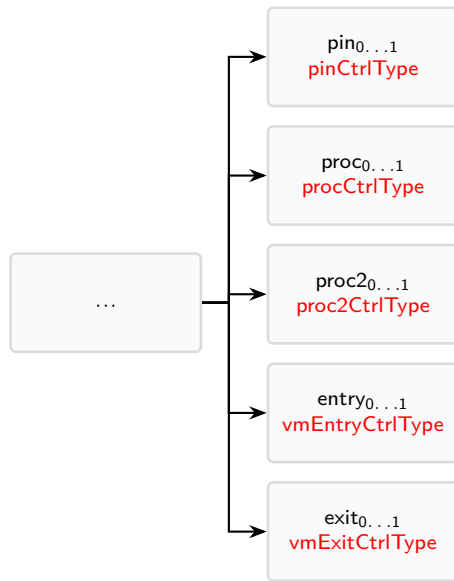 pin0...1
pinCtrlType
proc0...1
procCtrlType
proc20...1
proc2CtrlType
...
entry0...1
vmEntryCtrlType
exit0...1
vmExitCtrlType